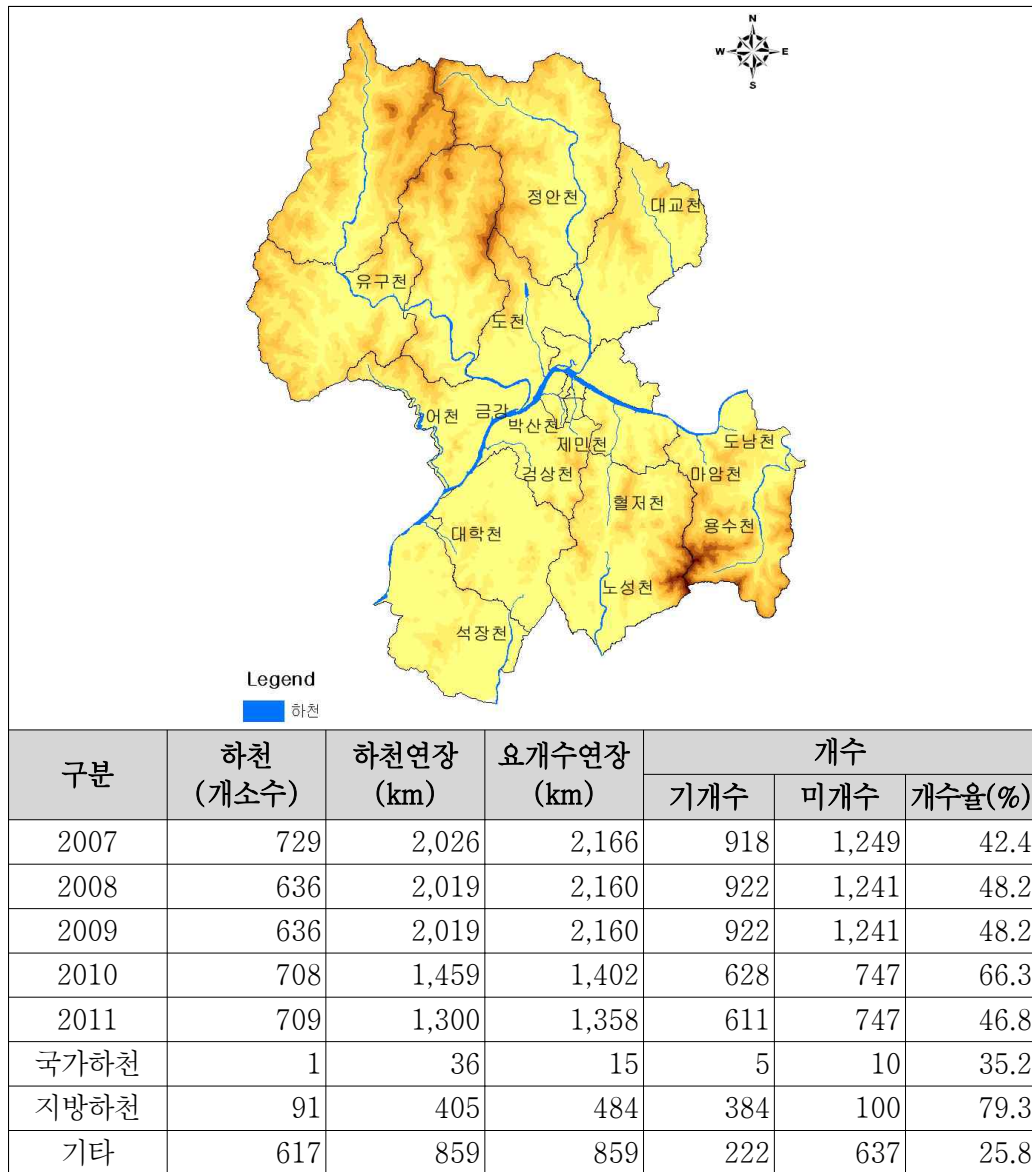 N
W E
S
정안천
대교천
유구천
도천
어천 금강
박산천
제민천
검상천
도남천
마암천
혈저천
용수천
대학천
노성천
석장천
Legend
하천
구분 하천 (개소수) 하천연장 (km) 요개수연장 (km) 개수
기개수 미개수 개수율(%)
2007 729 2,026 2,166 918 1,249 42.4
2008 636 2,019 2,160 922 1,241 48.2
2009 636 2,019 2,160 922 1,241 48.2
2010 708 1,459 1,402 628 747 66.3
2011 709 1,300 1,358 611 747 46.8
국가하천 1 36 15 5 10 35.2
지방하천 91 405 484 384 100 79.3
기타 617 859 859 222 637 25.8